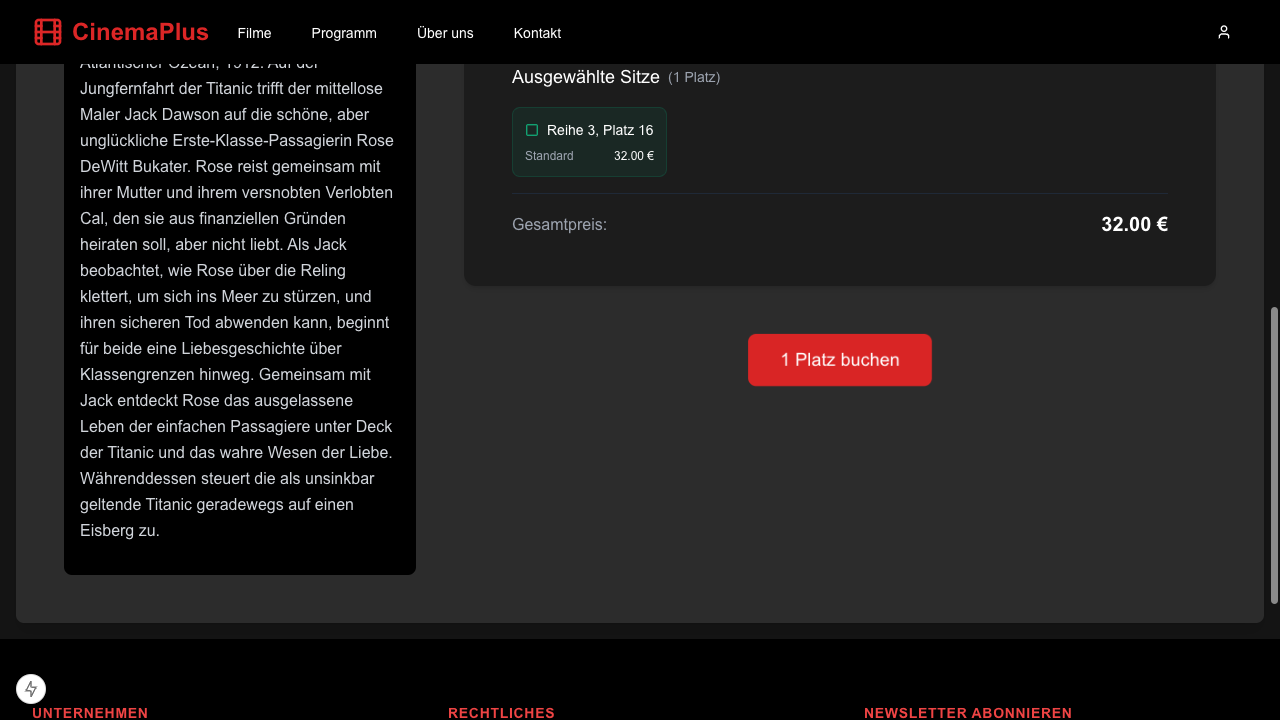 CinemaPlus
Filme
Programm
Über uns
Kontakt
Atlantischer Ozean, 1912. Auf der
Jungfernfahrt der Titanic trifft der mittellose
Maler Jack Dawson auf die schöne, aber
unglückliche Erste-Klasse-Passagierin Rose
DeWitt Bukater. Rose reist gemeinsam mit
ihrer Mutter und ihrem versnobten Verlobten
Cal, den sie aus finanziellen Gründen
heiraten soll, aber nicht liebt. Als Jack
beobachtet, wie Rose über die Reling
klettert, um sich ins Meer zu stürzen, und
ihren sicheren Tod abwenden kann, beginnt
für beide eine Liebesgeschichte über
Klassengrenzen hinweg. Gemeinsam mit
Jack entdeckt Rose das ausgelassene
Leben der einfachen Passagiere unter Deck
der Titanic und das wahre Wesen der Liebe.
Währenddessen steuert die als unsinkbar
geltende Titanic geradewegs auf einen
Eisberg zu.
Ausgewählte Sitze (1 Platz)
Reihe 3, Platz 16
Standard 32.00 €
Gesamtpreis: 32.00 €
1 Platz buchen
UNTERNEHMEN
RECHTLICHES
NEWSLETTER ABONNIEREN